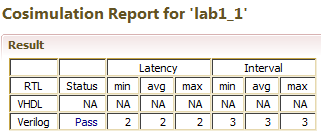 Cosimulation Report for 'lab1_1'
Result
Latency Interval
RTL Status min avg max min avg max
VHDL NA NA NA NA NA NA NA
Verilog Pass 2 2 2 3 3 3